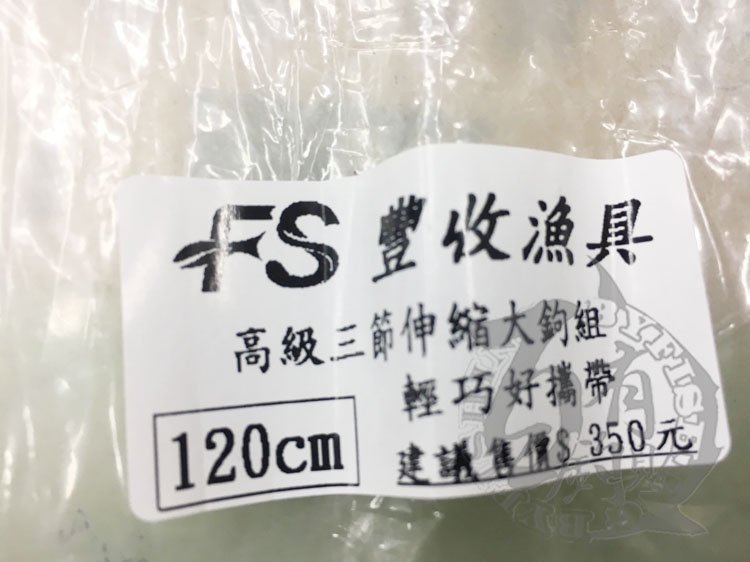 FS 豐收漁具
高級三節伸縮大鉤組
輕巧好攜帶
120cm
建議售價$ 350元